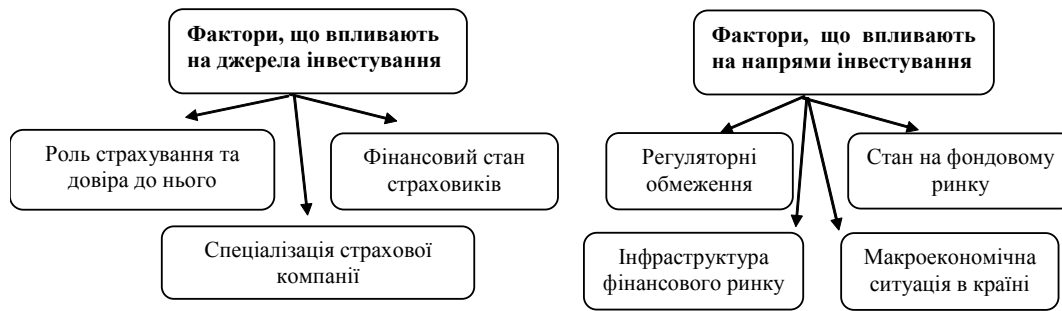 Фактори, що впливають
на джерела інвестування
Роль страхування та
довіра до нього
Фінансовий стан
страховиків
Спеціалізація страхової
компанії
Фактори, що впливають
на напрями інвестування
Регуляторні
обмеження
Стан на фондовому
ринку
Інфраструктура
фінансового ринку
Макроекономічна
ситуація в країні